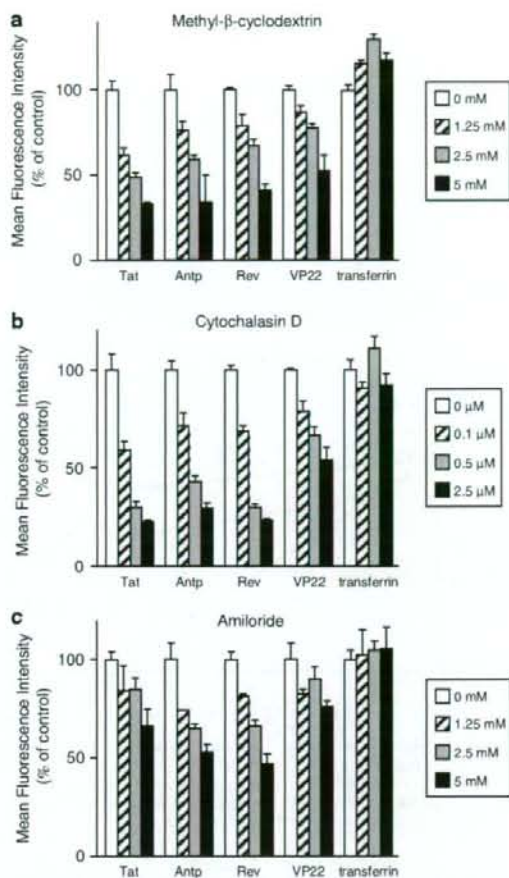 a
Methyl-β-cyclodextrin
Mean Fluorescence Intensity
(% of control)
100
50
0
Tat Antp Rev VP22 transferrin
0 mM
1.25 mM
2.5 mM
5 mM
b
Cytochalasin D
Mean Fluorescence Intensity
(% of control)
100
50
0
Tat Antp Rev VP22 transferrin
0 µM
0.1 µM
0.5 µM
2.5 µM
c
Amiloride
Mean Fluorescence Intensity
(% of control)
100
50
0
Tat Antp Rev VP22 transferrin
0 mM
1.25 mM
2.5 mM
5 mM